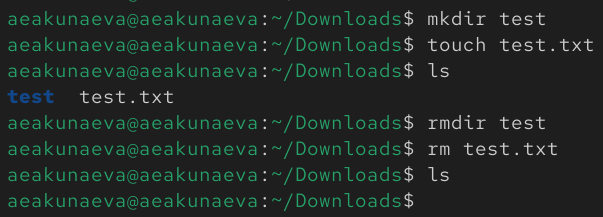 aeakunaeva@aeakunaeva:~/Downloads$ mkdir test
aeakunaeva@aeakunaeva:~/Downloads$ touch test.txt
aeakunaeva@aeakunaeva:~/Downloads$ ls
test  test.txt
aeakunaeva@aeakunaeva:~/Downloads$ rmdir test
aeakunaeva@aeakunaeva:~/Downloads$ rm test.txt
aeakunaeva@aeakunaeva:~/Downloads$ ls
aeakunaeva@aeakunaeva:~/Downloads$